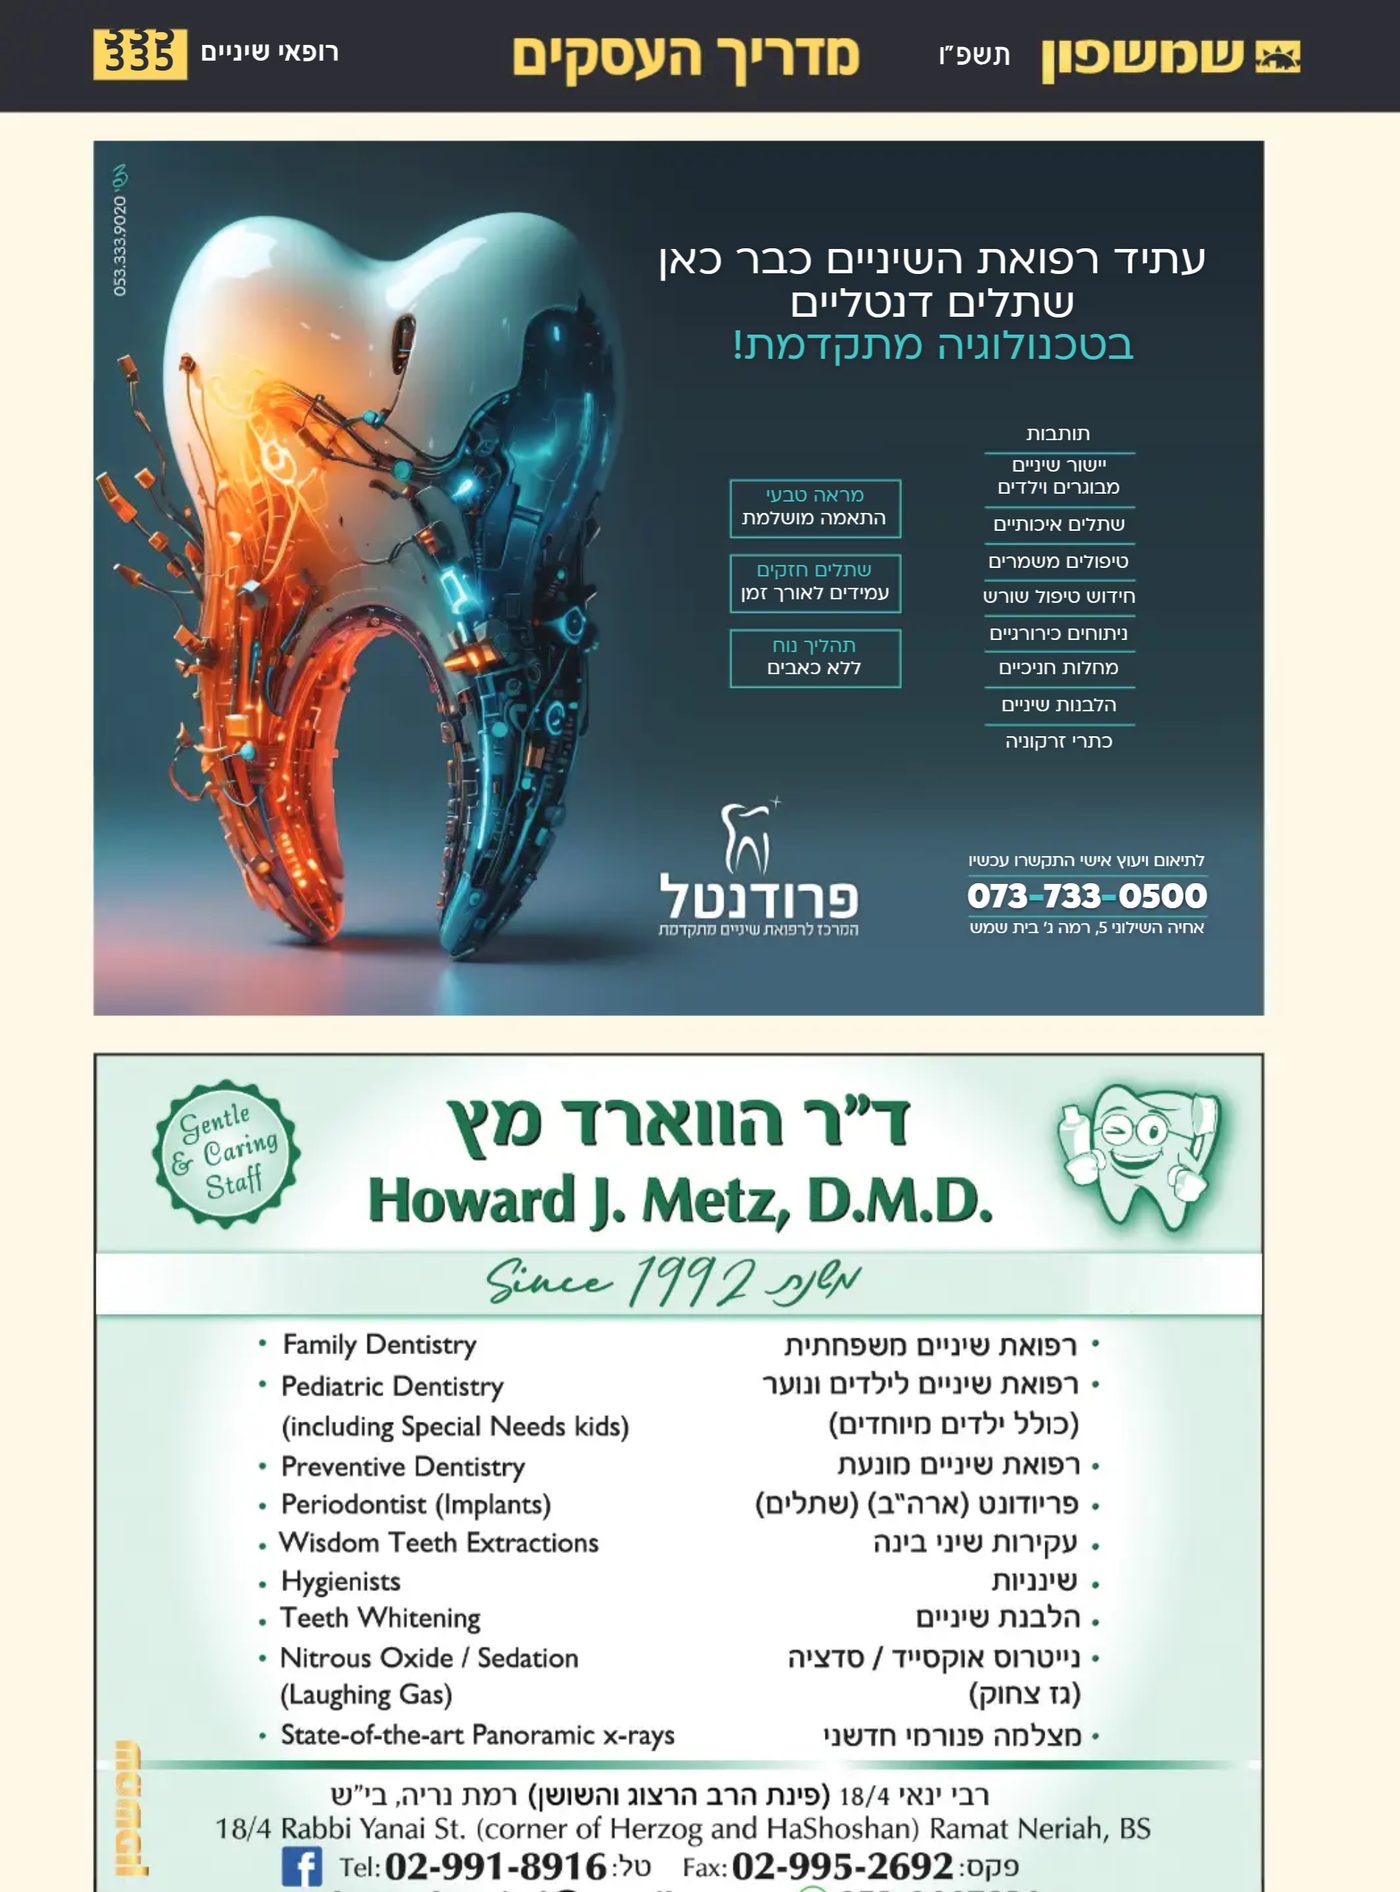 שמשפון
תשפ"ו
מדריך העסקים
רופאי שיניים
335
053.333.9020
עתיד רפואת השיניים כבר כאן
שתלים דנטליים
בטכנולוגיה מתקדמת!
תותבות
יישור שיניים
מבוגרים וילדים
שתלים איכותיים
טיפולים משמרים
חידוש טיפול שורש
ניתוחים כירורגיים
מחלות חניכיים
הלבנות שיניים
כתרי זרקוניה
מראה טבעי
התאמה מושלמת
שתלים חזקים
עמידים לאורך זמן
תהליך נוח
ללא כאבים
לתיאום ויעוץ אישי התקשרו עכשיו
073-733-0500
אחיה השילוני 5, רמה ג' בית שמש
פרודנטל
המרכז לרפואת שיניים מתקדמת
Gentle
& Caring
Staff
ד"ר הווארד מץ
Howard J. Metz, D.M.D.
Since 1992 משנת
• רפואת שיניים משפחתית
• רפואת שיניים לילדים ונוער
(כולל ילדים מיוחדים)
• רפואת שיניים מונעת
• פריודונט (ארה"ב) (שתלים)
• עקירות שיני בינה
• שינניות
• הלבנת שיניים
• נייטרוס אוקסייד / סדציה
(גז צחוק)
• מצלמה פנורמי חדשני
• Family Dentistry
• Pediatric Dentistry
(including Special Needs kids)
• Preventive Dentistry
• Periodontist (Implants)
• Wisdom Teeth Extractions
• Hygienists
• Teeth Whitening
• Nitrous Oxide / Sedation
(Laughing Gas)
• State-of-the-art Panoramic x-rays
רבי ינאי 18/4 (פינת הרב הרצוג והשושן) רמת נריה, בי"ש
18/4 Rabbi Yanai St. (corner of Herzog and HaShoshan) Ramat Neriah, BS
Tel: 02-991-8916 :טל Fax: 02-995-2692 :פקס
שמשפון